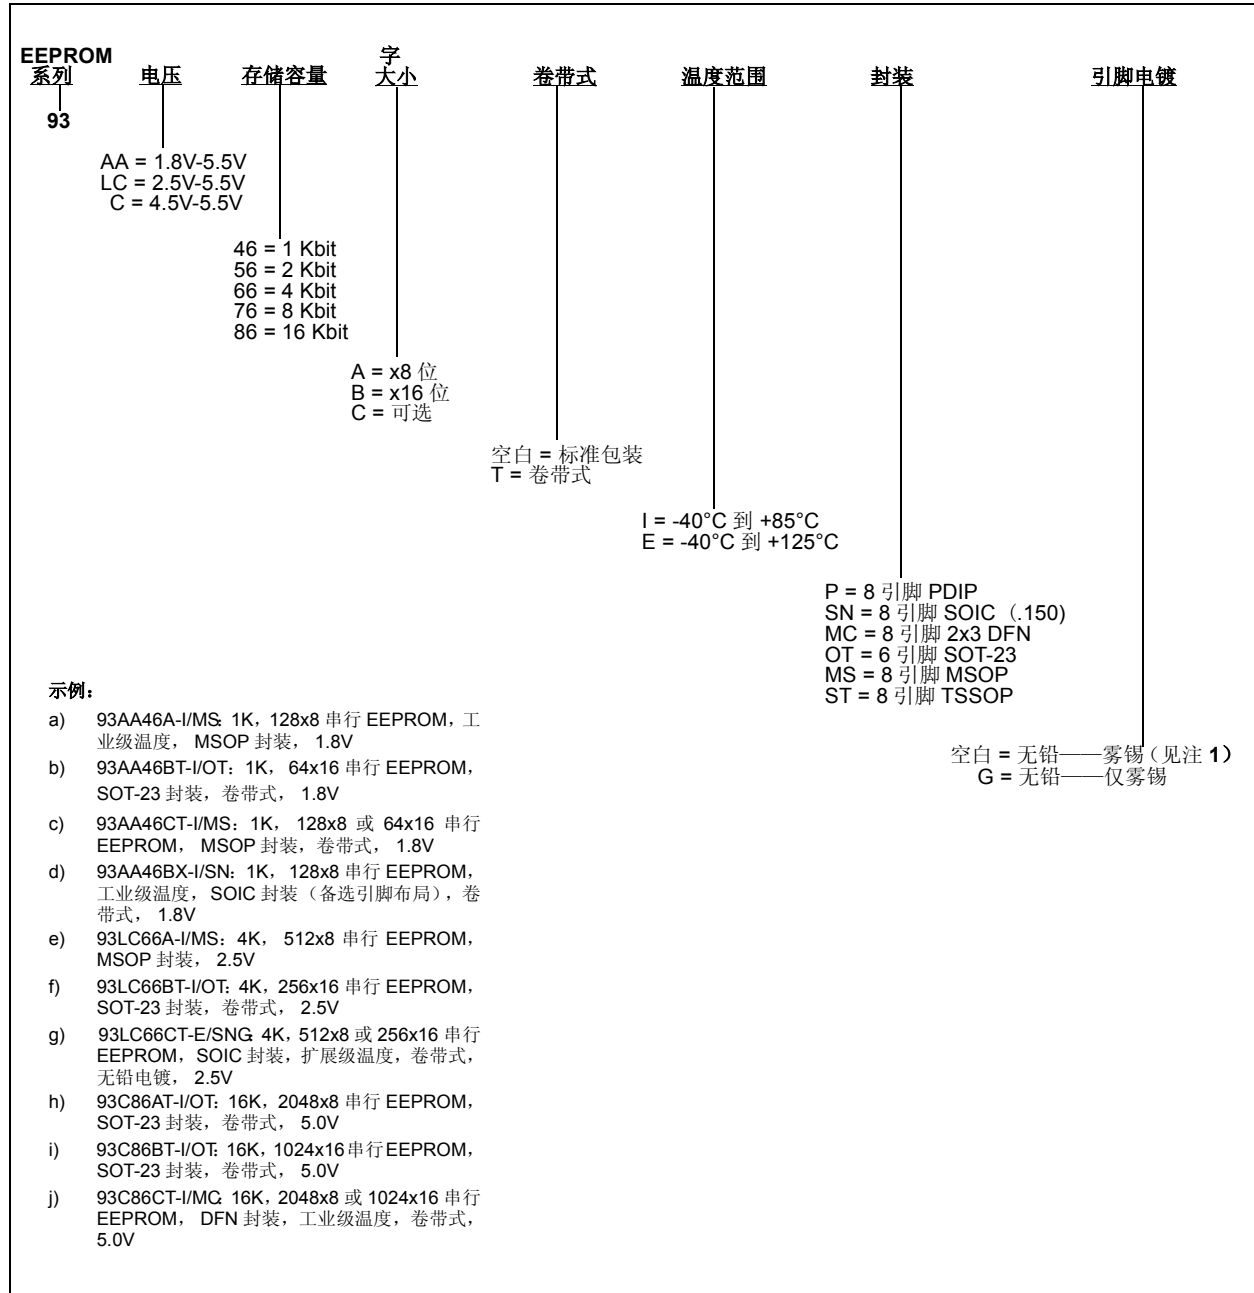 EEPROM
系列
电压
存储容量
字
大小
卷带式
温度范围
封装
引脚电镀
93
AA = 1.8V-5.5V
LC = 2.5V-5.5V
C = 4.5V-5.5V
46 = 1 Kbit
56 = 2 Kbit
66 = 4 Kbit
76 = 8 Kbit
86 = 16 Kbit
A = x8 位
B = x16 位
C = 可选
空白 = 标准包装
T = 卷带式
I = -40°C 到 +85°C
E = -40°C 到 +125°C
P = 8 引脚 PDIP
SN = 8 引脚 SOIC（.150)
MC = 8 引脚 2x3 DFN
OT = 6 引脚 SOT-23
MS = 8 引脚 MSOP
ST = 8 引脚 TSSOP
空白 = 无铅——雾锡（见注 1）
G = 无铅——仅雾锡
示例：
a) 93AA46A-I/MS: 1K，128x8 串行 EEPROM，工
业级温度， MSOP 封装， 1.8V
b) 93AA46BT-I/OT：1K， 64x16 串行 EEPROM，
SOT-23 封装，卷带式， 1.8V
c) 93AA46CT-I/MS：1K， 128x8 或 64x16 串行
EEPROM， MSOP 封装，卷带式， 1.8V
d) 93AA46BX-I/SN：1K， 128x8 串行 EEPROM，
工业级温度， SOIC 封装（备选引脚布局），卷
带式， 1.8V
e) 93LC66A-I/MS：4K， 512x8 串行 EEPROM，
MSOP 封装， 2.5V
f) 93LC66BT-I/OT：4K，256x16 串行 EEPROM，
SOT-23 封装，卷带式， 2.5V
g) 93LC66CT-E/SNG: 4K，512x8 或 256x16 串行
EEPROM， SOIC 封装，扩展级温度，卷带式，
无铅电镀， 2.5V
h) 93C86AT-I/OT：16K，2048x8 串行 EEPROM，
SOT-23 封装，卷带式， 5.0V
i) 93C86BT-I/OT: 16K，1024x16 串行 EEPROM，
SOT-23 封装，卷带式， 5.0V
j) 93C86CT-I/MC: 16K，2048x8 或 1024x16 串行
EEPROM， DFN 封装，工业级温度，卷带式，
5.0V